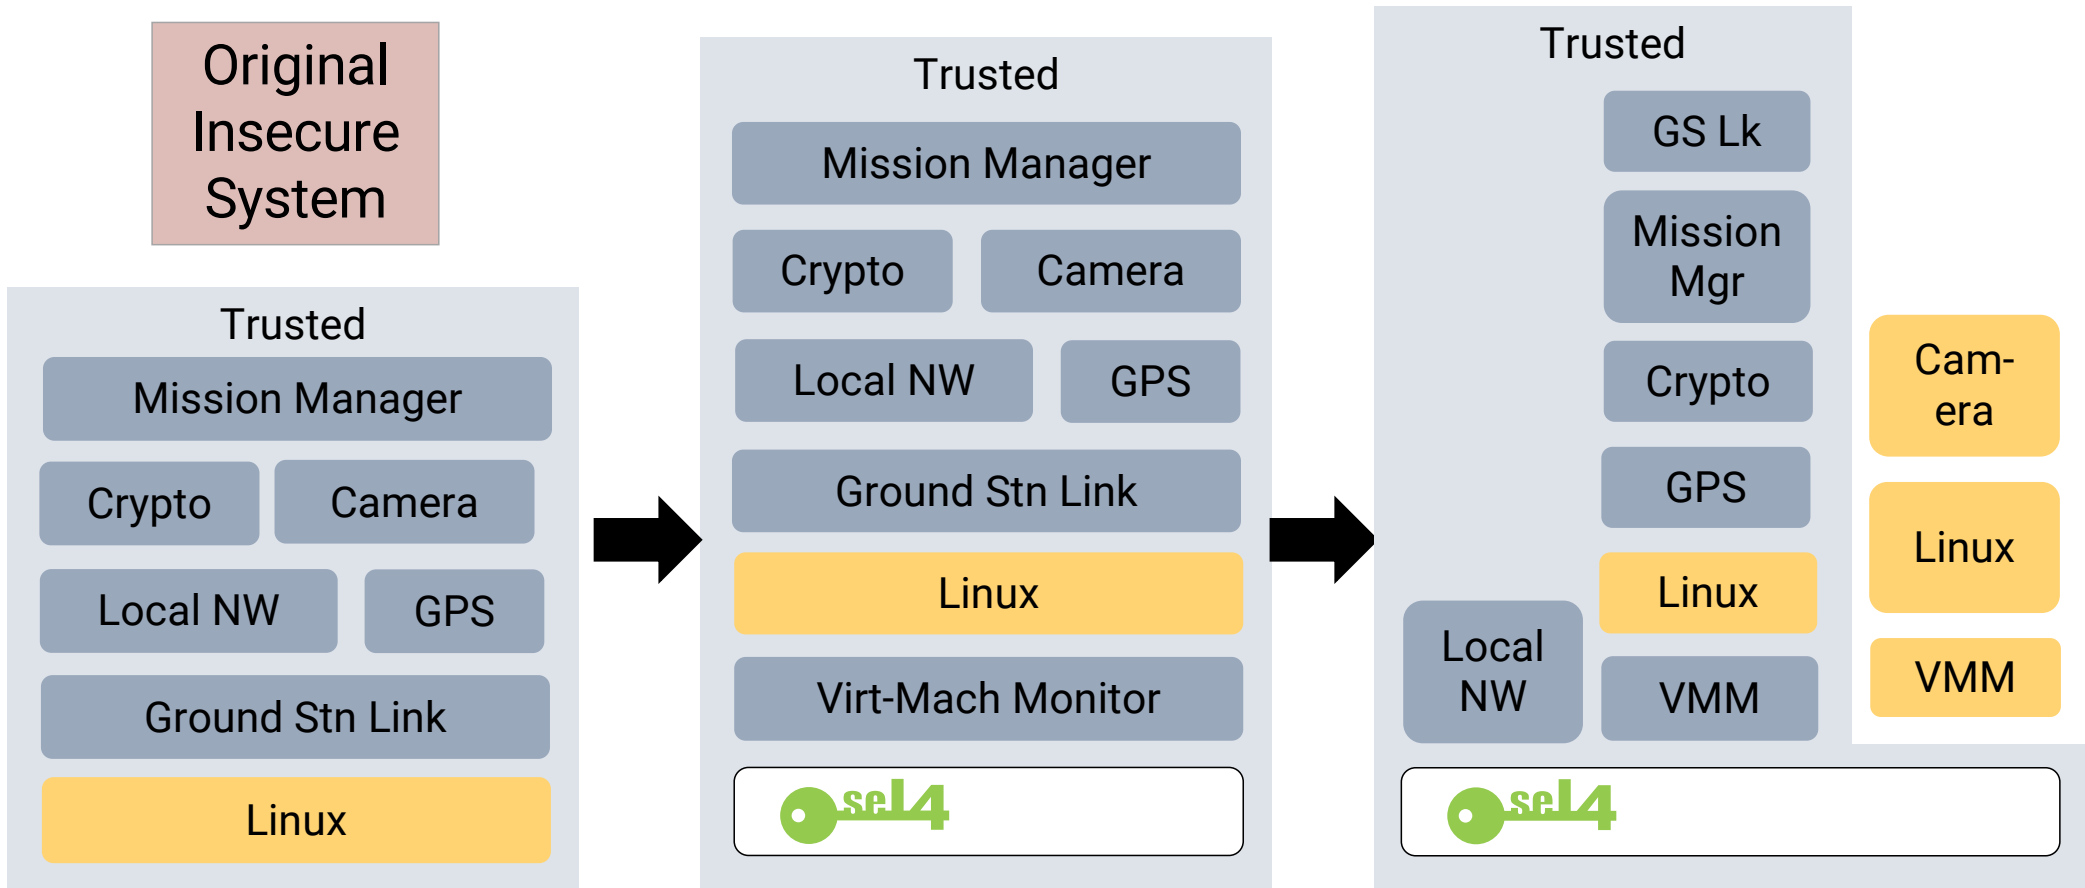 Original
Insecure
System
Trusted
Mission Manager
Crypto
Camera
Local NW
GPS
Ground Stn Link
Linux
Trusted
Mission Manager
Crypto
Camera
Local NW
GPS
Ground Stn Link
Linux
Virt-Mach Monitor
seL4
Trusted
GS Lk
Mission
Mgr
Crypto
GPS
Linux
Local
NW
VMM
Cam-
era
Linux
VMM
seL4